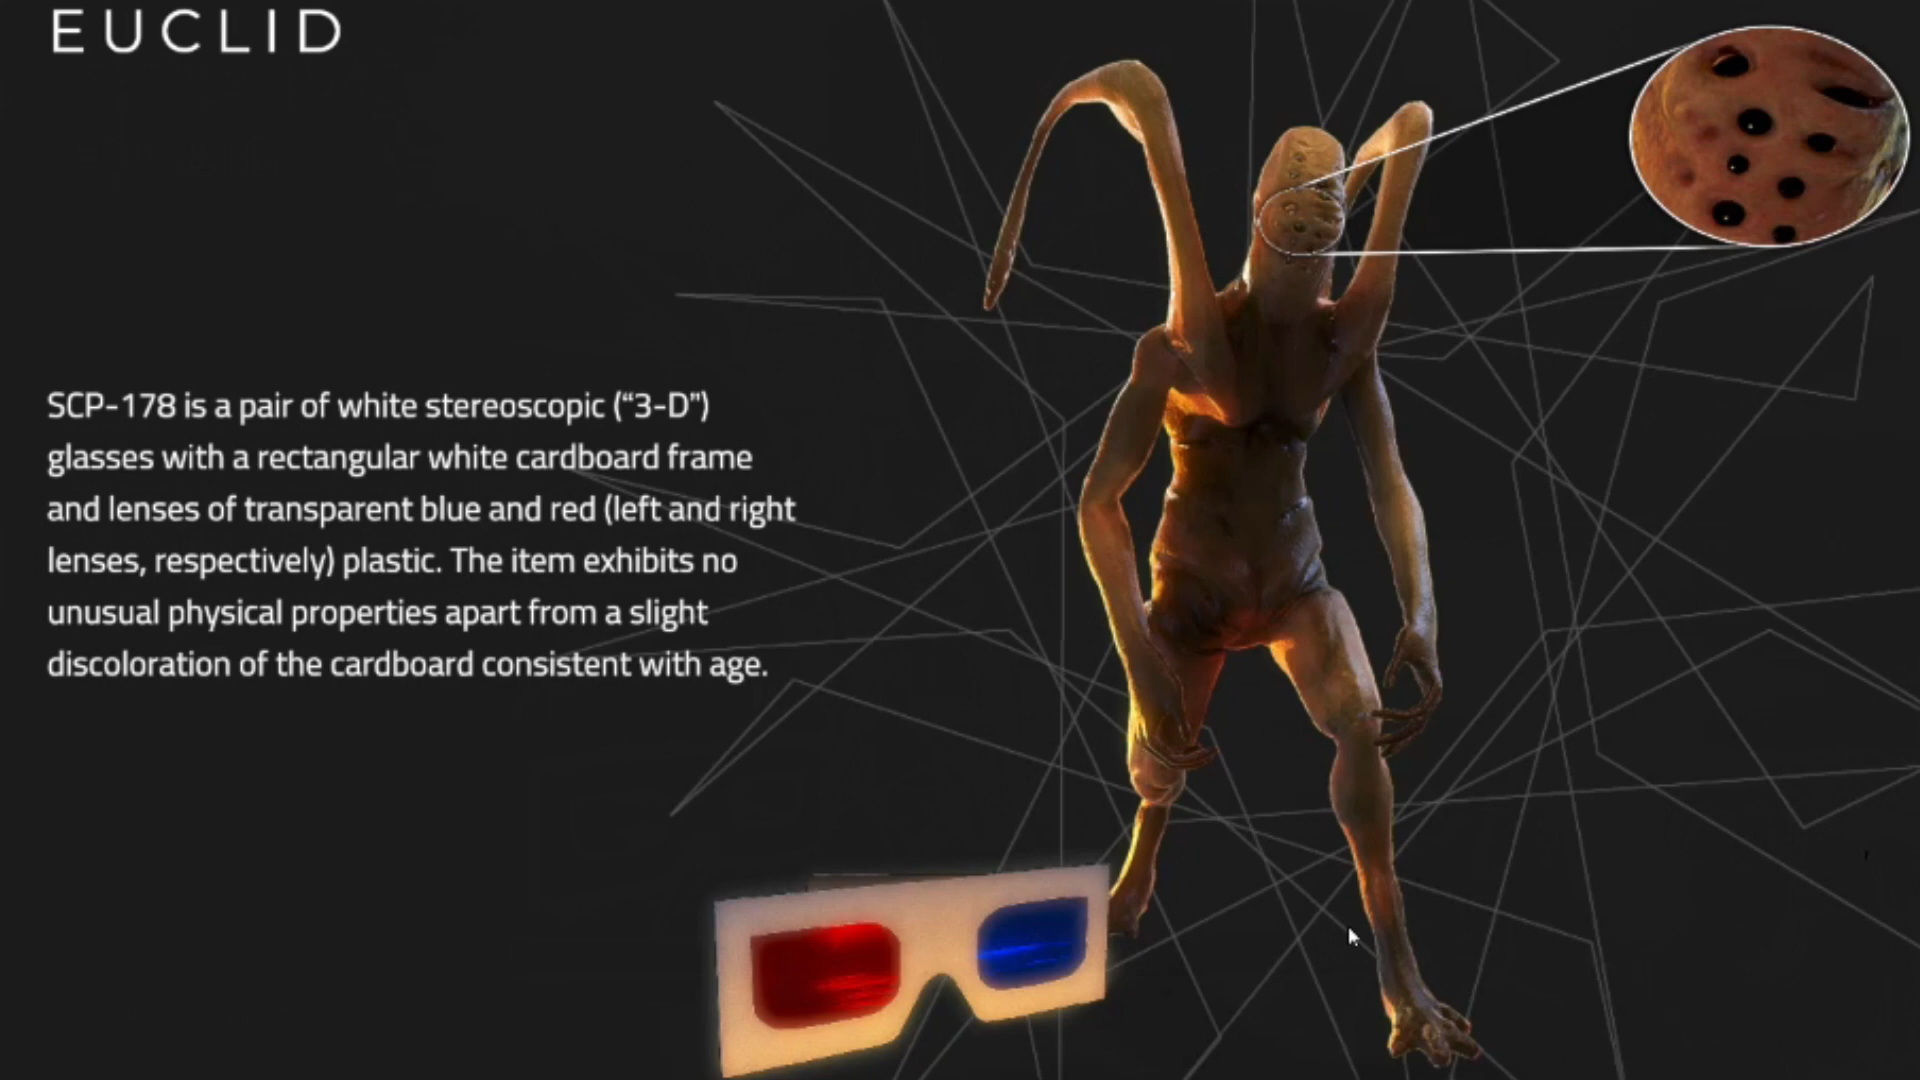 EUCLID
SCP-178 is a pair of white stereoscopic (“3-D”)
glasses with a rectangular white cardboard frame
and lenses of transparent blue and red (left and right
lenses, respectively) plastic. The item exhibits no
unusual physical properties apart from a slight
discoloration of the cardboard consistent with age.